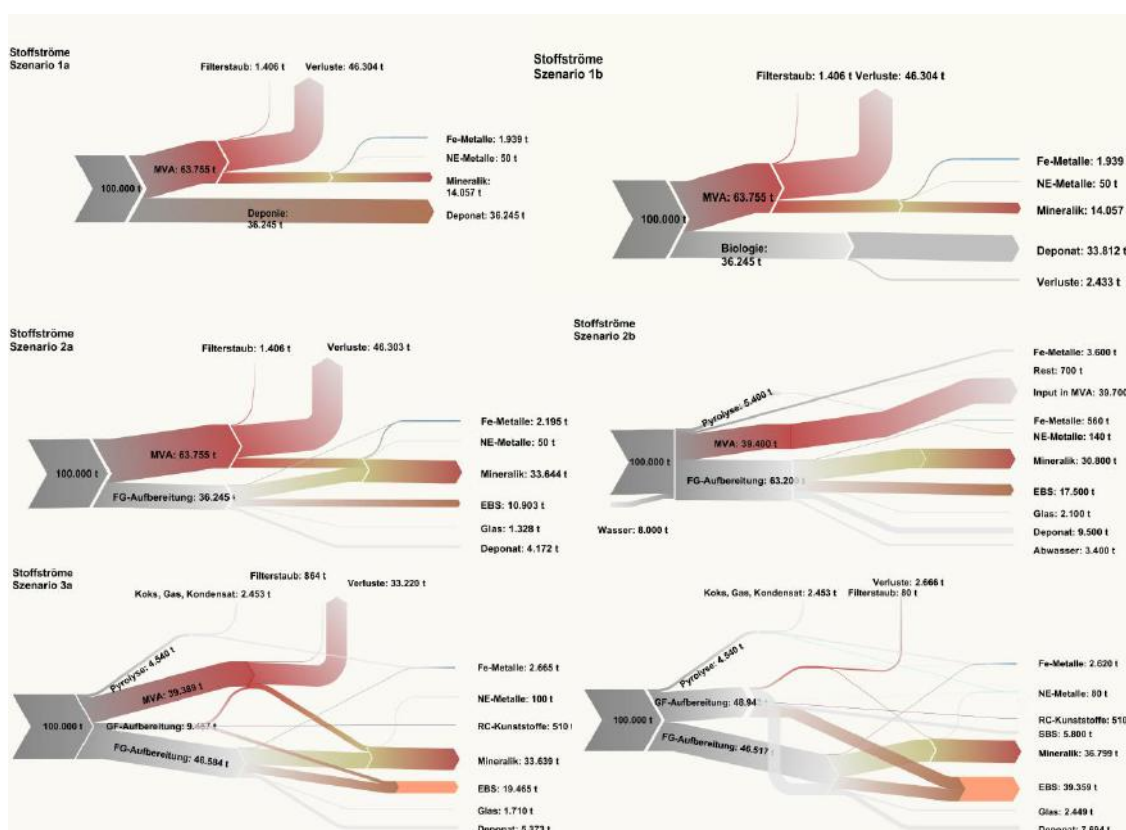 Stoffströme
Szenario 1a
Filterstaub: 1.406 t
Verluste: 46.304 t
Fe-Metalle: 1.939 t
NE-Metalle: 50 t
MVA: 63.755 t
Mineralik:
14.057 t
100.000 t
Deponie:
36.245 t
Deponat: 36.245 t
Stoffströme
Szenario 1b
Filterstaub: 1.406 t
Verluste: 46.304 t
Fe-Metalle: 1.939
NE-Metalle: 50 t
MVA: 63.755 t
Mineralik: 14.057
100.000 t
Biologie:
36.245 t
Deponat: 33.812 t
Verluste: 2.433 t
Stoffströme
Szenario 2a
Filterstaub: 1.406 t
Verluste: 46.303 t
Fe-Metalle: 2.195 t
NE-Metalle: 50 t
MVA: 63.755 t
100.000 t
Mineralik: 33.644 t
FG-Aufbereitung: 36.245 t
EBS: 10.903 t
Glas: 1.328 t
Deponat: 4.172 t
Stoffströme
Szenario 2b
Fe-Metalle: 3.600 t
Rest: 700 t
Pyrolyse: 5.400 t
Input in MVA: 39.700
Fe-Metalle: 560 t
NE-Metalle: 140 t
MVA: 39.400 t
100.000 t
Mineralik: 30.800 t
FG-Aufbereitung: 63.200
EBS: 17.500 t
Glas: 2.100 t
Wasser: 8.000 t
Deponat: 9.500 t
Abwasser: 3.400 t
Stoffströme
Szenario 3a
Filterstaub: 864 t
Verluste: 33.220 t
Koks, Gas, Kondensat: 2.453 t
Pyrolyse: 4.540 t
Fe-Metalle: 2.665 t
MVA: 39.389 t
NE-Metalle: 100 t
100.000 t
GF-Aufbereitung:
RC-Kunststoffe: 510 t
FG-Aufbereitung: 46.584 t
Mineralik: 33.639 t
EBS: 19.465 t
Glas: 1.710 t
Deponat: 5.373 t
Verluste: 2.666 t
Koks, Gas, Kondensat: 2.453 t
Filterstaub: 80 t
Pyrolyse: 4.540 t
Fe-Metalle: 2.620 t
GF-Aufbereitung: 48.943
NE-Metalle: 80 t
100.000 t
RC-Kunststoffe: 510
SBS: 5.800 t
FG-Aufbereitung: 46.517 t
Mineralik: 36.799 t
EBS: 39.359 t
Glas: 2.449 t
Deponat: 7.694 t